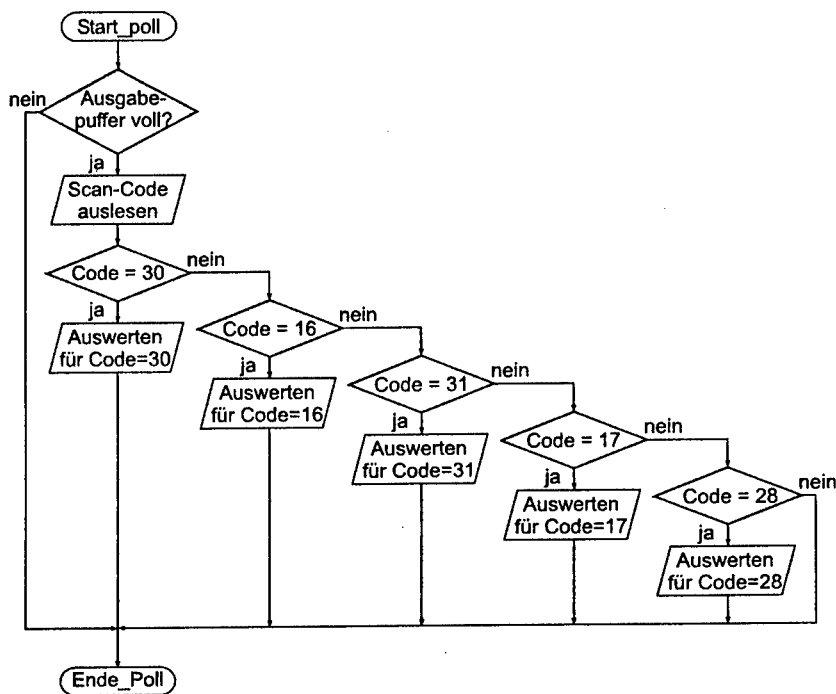 Start_poll
nein
Ausgabe-
puffer voll?
ja
Scan-Code
auslesen
Code = 30
nein
ja
Auswerten
für Code=30
Code = 16
nein
ja
Auswerten
für Code=16
Code = 31
nein
ja
Auswerten
für Code=31
Code = 17
nein
ja
Auswerten
für Code=17
Code = 28
nein
ja
Auswerten
für Code=28
Ende_Poll